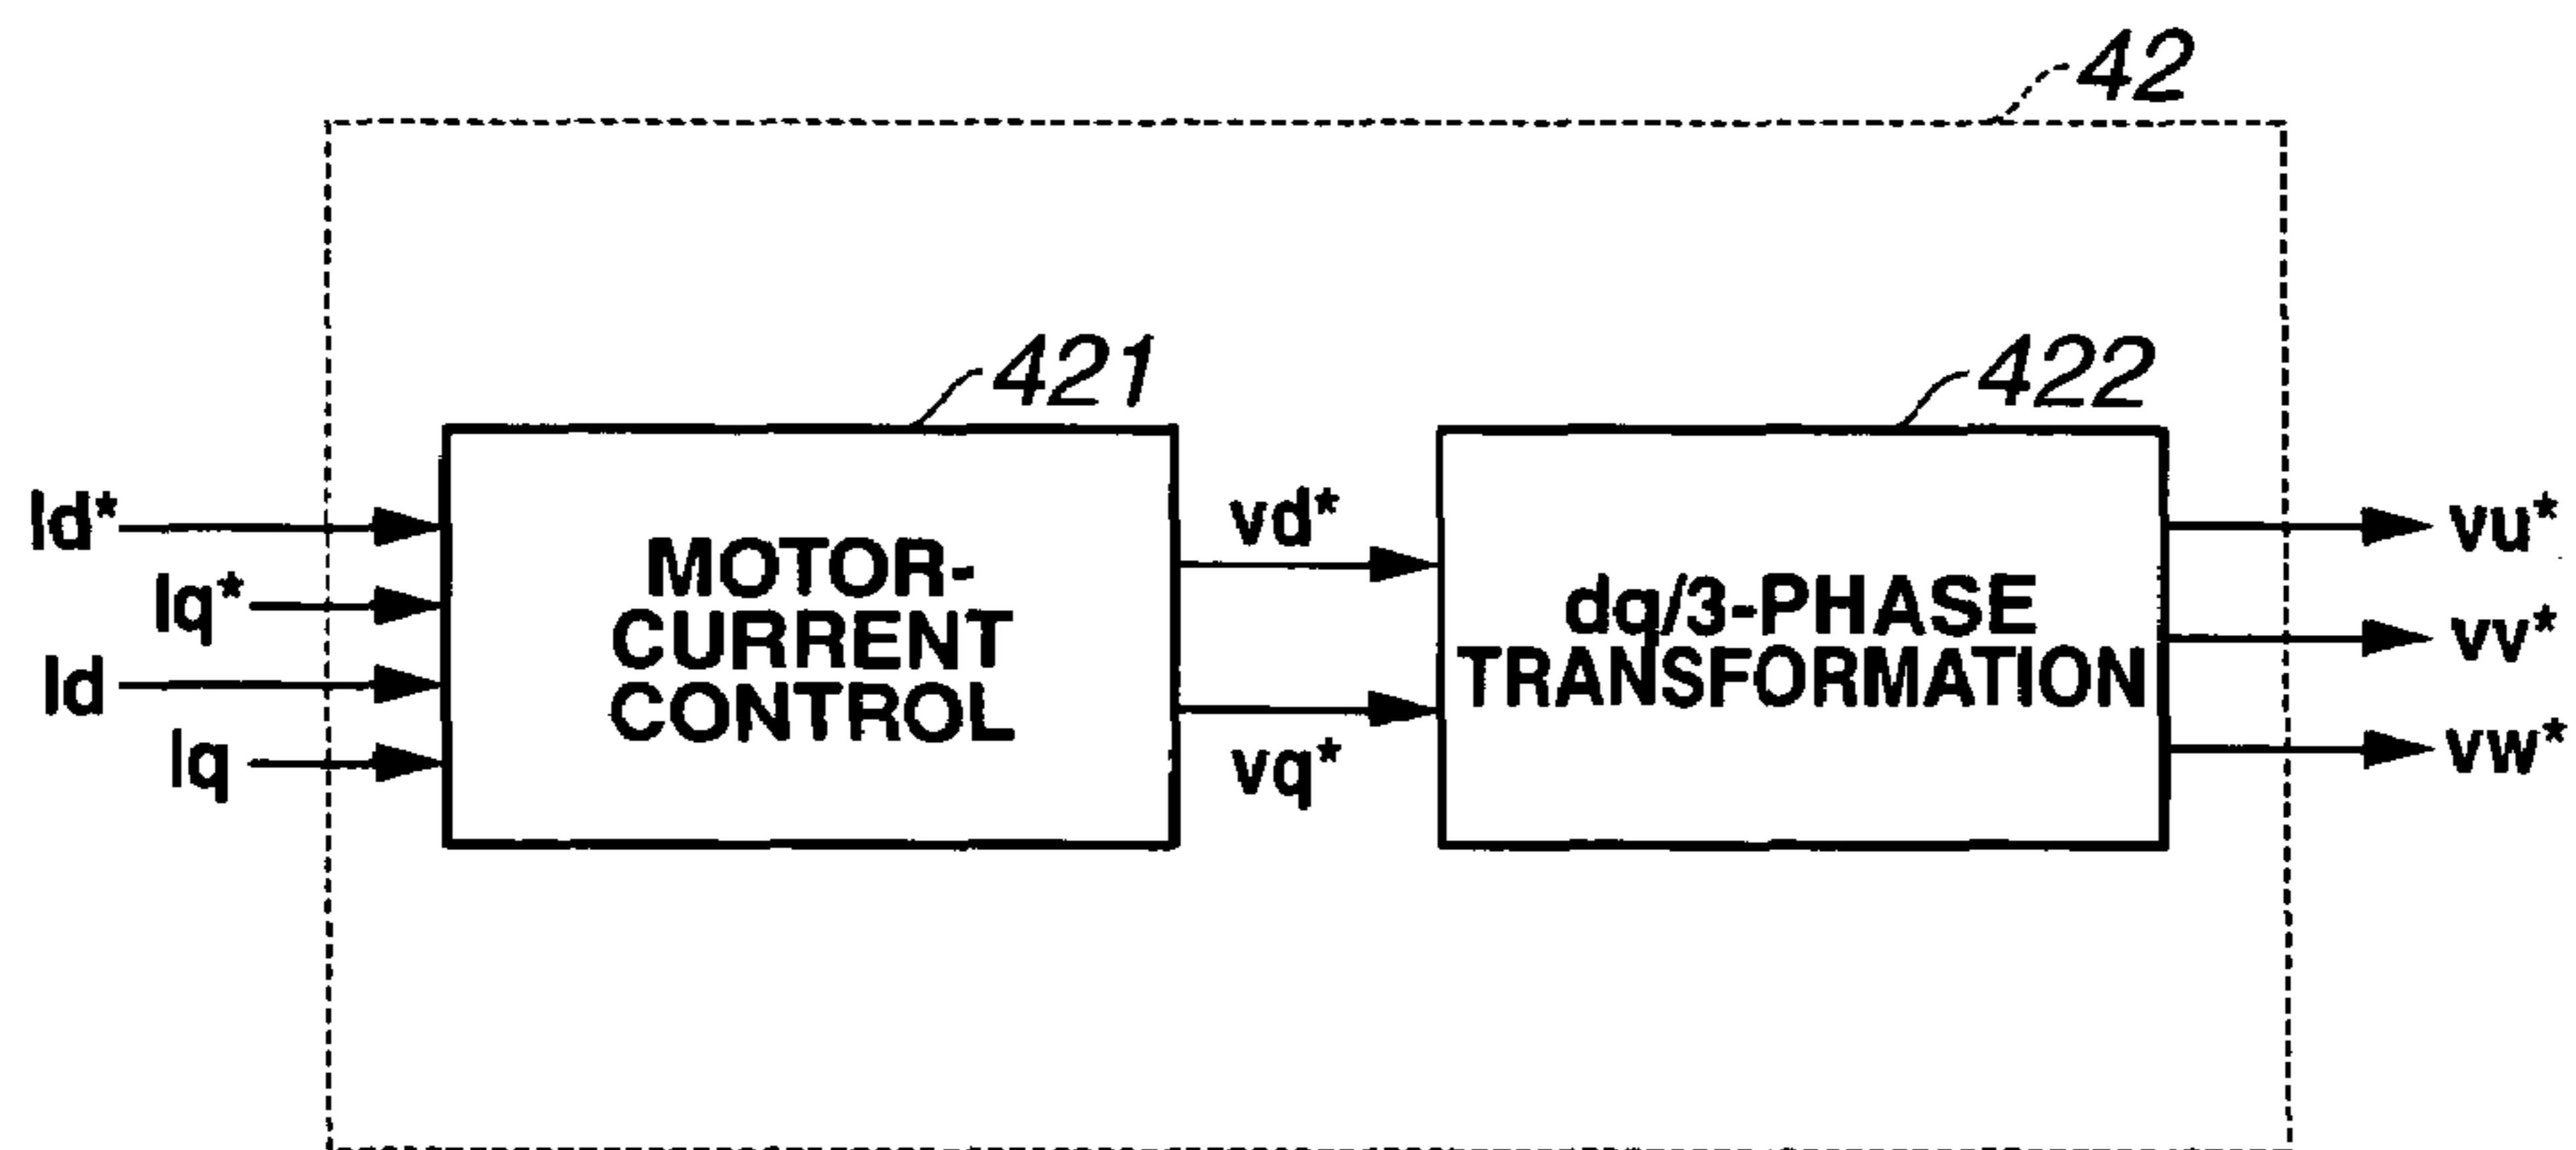 42
421
422
Id*
Iq*
Id
Iq
MOTOR-
CURRENT
CONTROL
vd*
vq*
dq/3-PHASE
TRANSFORMATION
vu*
vv*
vw*